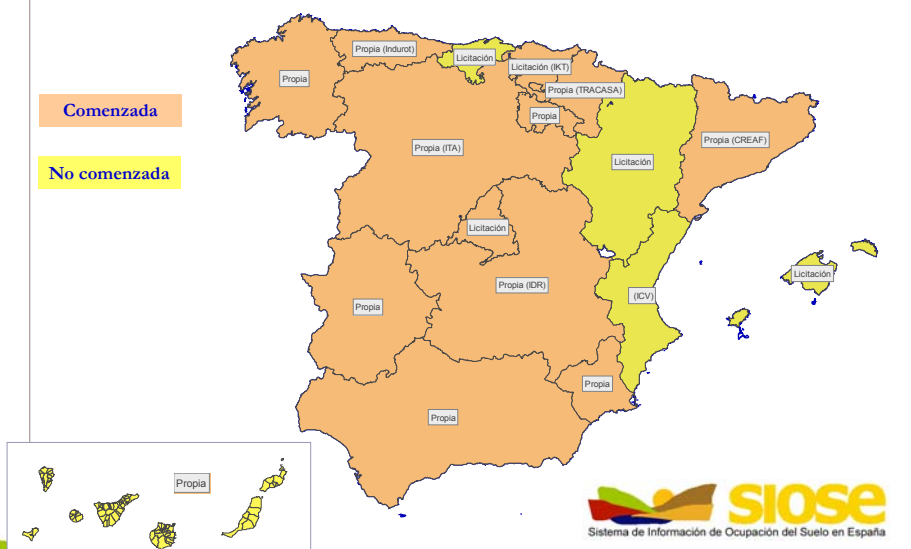 Propia (Indurot)
Licitación
Licitación (IKT)
Propia
Propia (TRACASA)
Comenzada
Propia
Propia (CREAF)
Propia (ITA)
Licitación
No comenzada
Licitación
Licitación
Propia (IDR)
(ICV)
Propia
Propia
Propia
Propia
SIOSE
Sistema de Información de Ocupación del Suelo en España